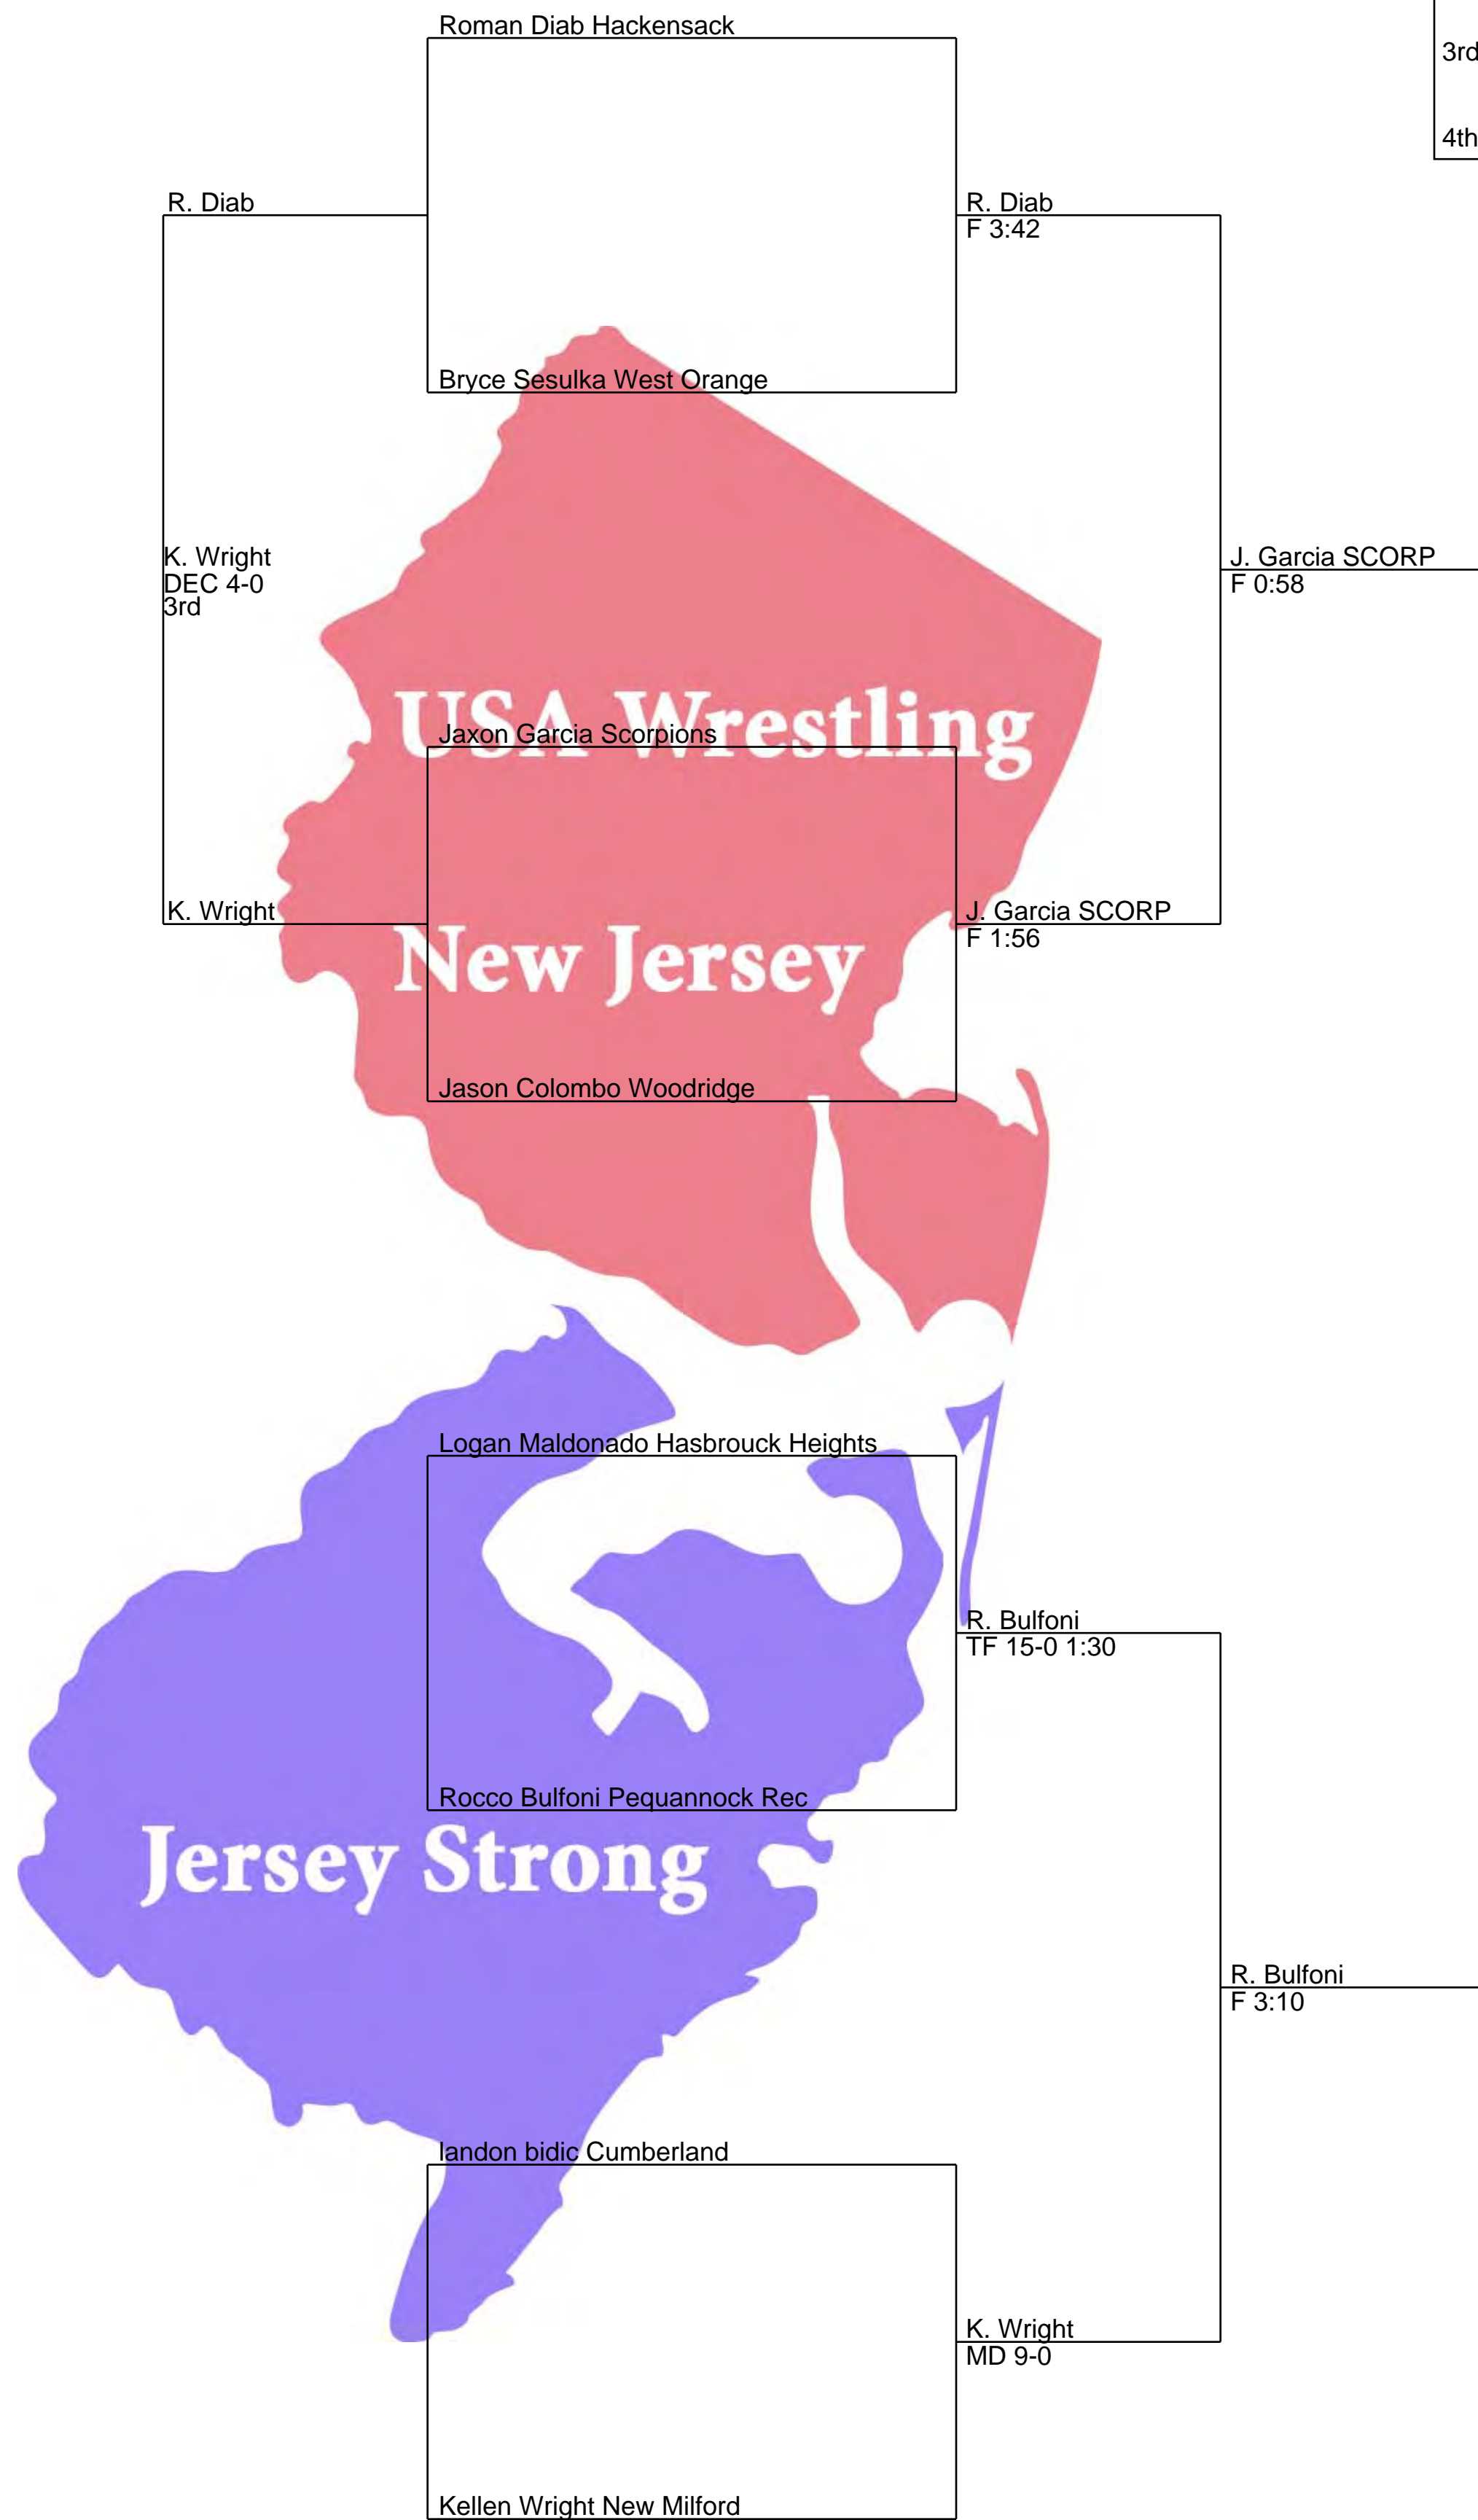 Roman Diab Hackensack
3rd
4th
R. Diab
R. Diab
F 3:42
Bryce Sesulka West Orange
K. Wright
DEC 4-0
3rd
J. Garcia SCORP
F 0:58
USA Wrestling
Jaxon Garcia Scorpions
K. Wright
J. Garcia SCORP
F 1:56
New Jersey
Jason Colombo Woodridge
Logan Maldonado Hasbrouck Heights
R. Bulfoni
TF 15-0 1:30
Rocco Bulfoni Pequannock Rec
Jersey Strong
R. Bulfoni
F 3:10
landon bidic Cumberland
K. Wright
MD 9-0
Kellen Wright New Milford